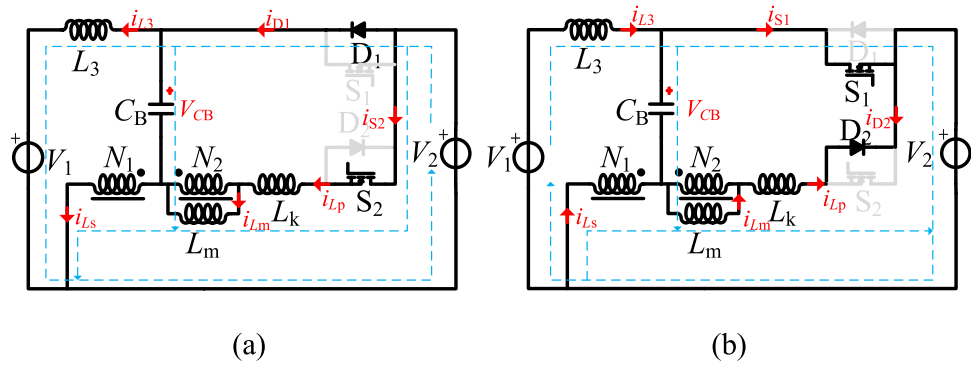 iL3 iD1 D1
L3 S1
CB VCB iS2
D2
V1 N1 N2 V2
S2
iLs iLm Lk iLp
Lm
(a)
iL3 iS1 D1
L3 S1
CB VCB iD2
D2
V1 N1 N2 V2
iLs iLm Lk iLp S2
Lm
(b)